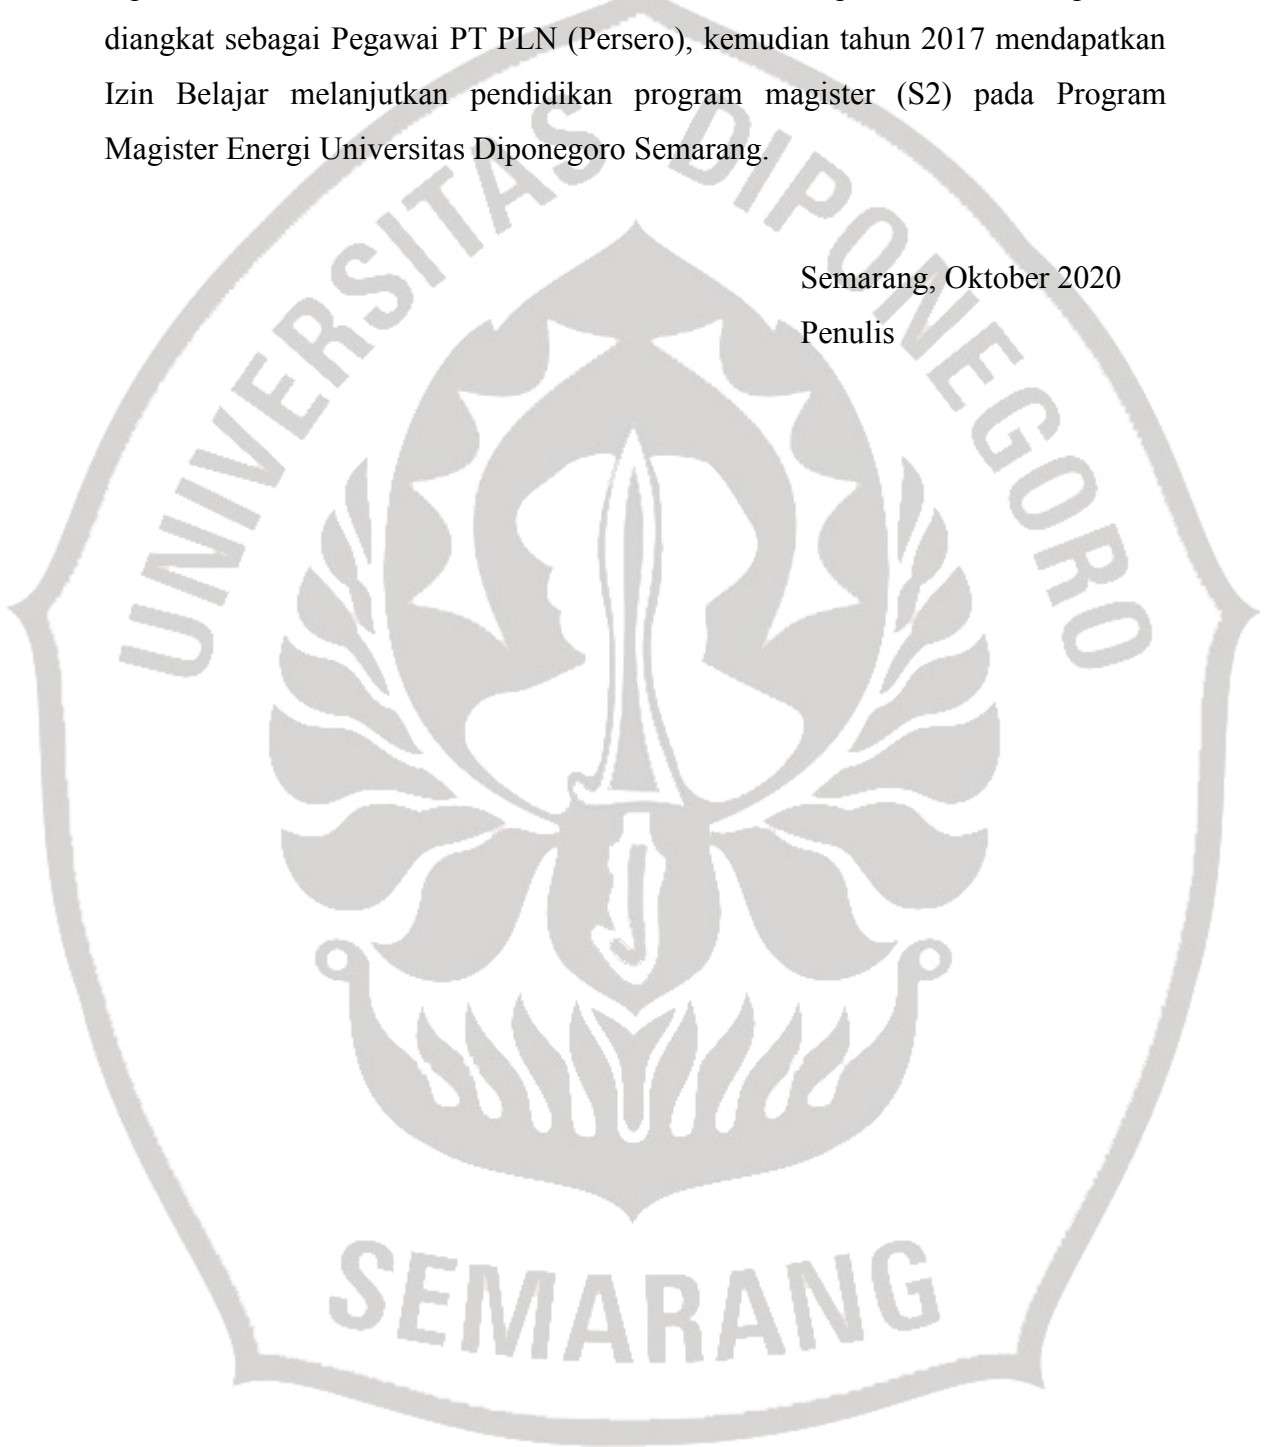 diangkat sebagai Pegawai PT PLN (Persero), kemudian tahun 2017 mendapatkan
Izin Belajar melanjutkan pendidikan program magister (S2) pada Program
Magister Energi Universitas Diponegoro Semarang.
Semarang, Oktober 2020
Penulis
UNIVERSITAS DIPONEGORO
SEMARANG